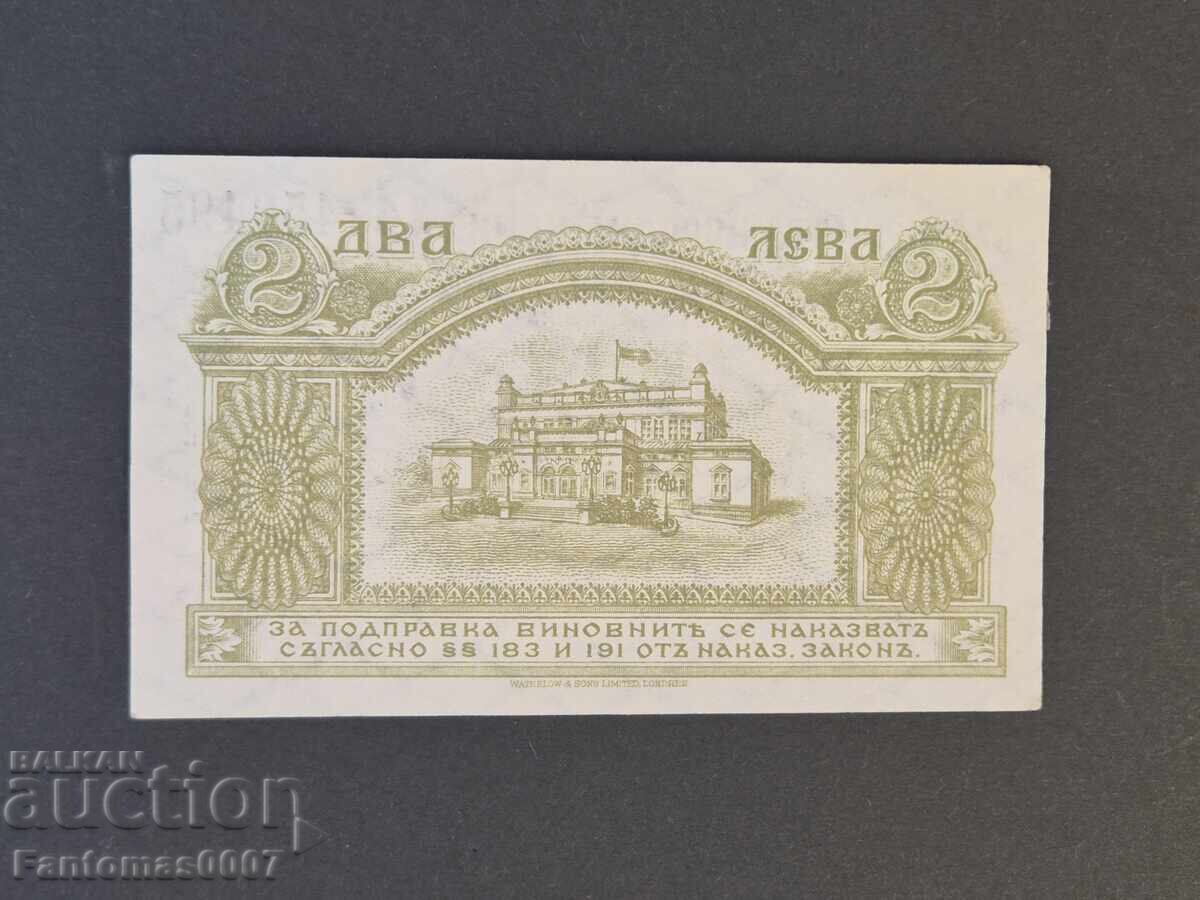 2 ДВА ЛЕВА 2
ЗА ПОДПРАВКА ВИНОВНИТѢ СЕ НАКАЗВАТЪ
СЪГЛАСНО §§ 183 И 191 ОТЪ НАКАЗ. ЗАКОНЪ.
WATERLOW & SONS LIMITED, LONDRES
BALKAN
auction
Fantomas0007